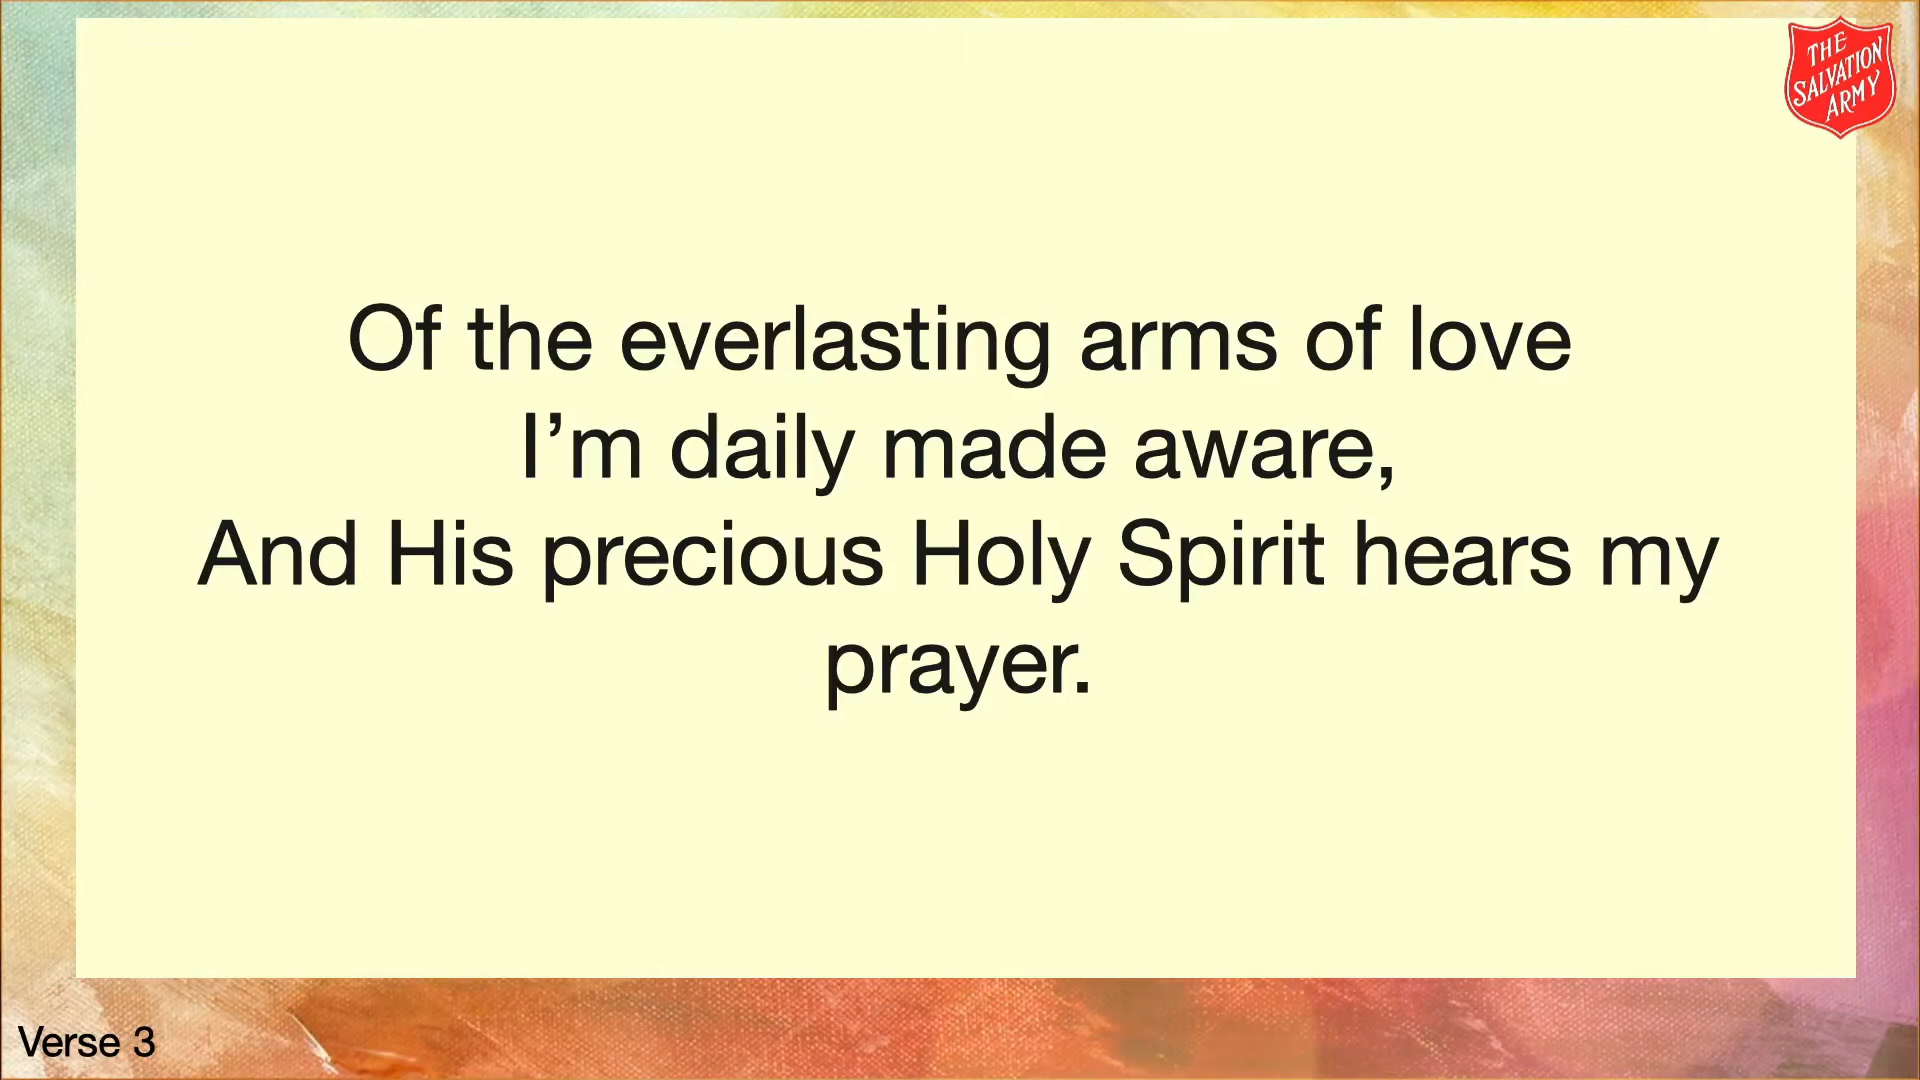 THE
SALVATION
ARMY
Of the everlasting arms of love
I’m daily made aware,
And His precious Holy Spirit hears my
prayer.
Verse 3